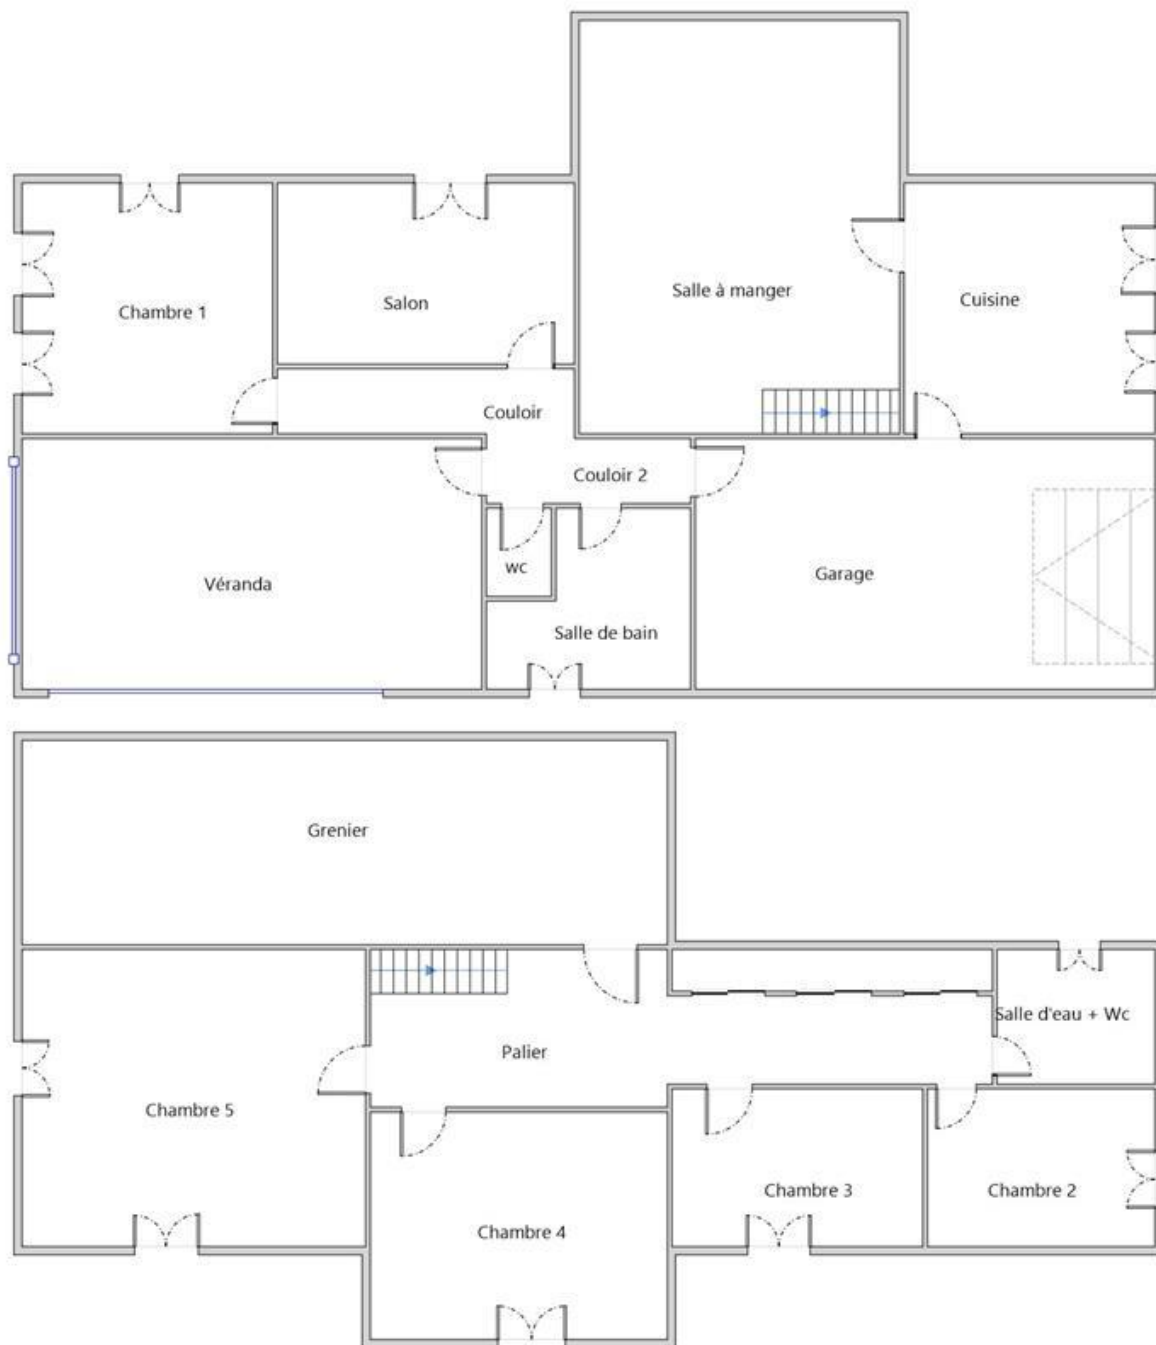 Chambre 1
Salon
Salle à manger
Cuisine
Couloir
Couloir 2
Véranda
wc
Salle de bain
Garage
Grenier
Salle d'eau + Wc
Palier
Chambre 5
Chambre 4
Chambre 3
Chambre 2